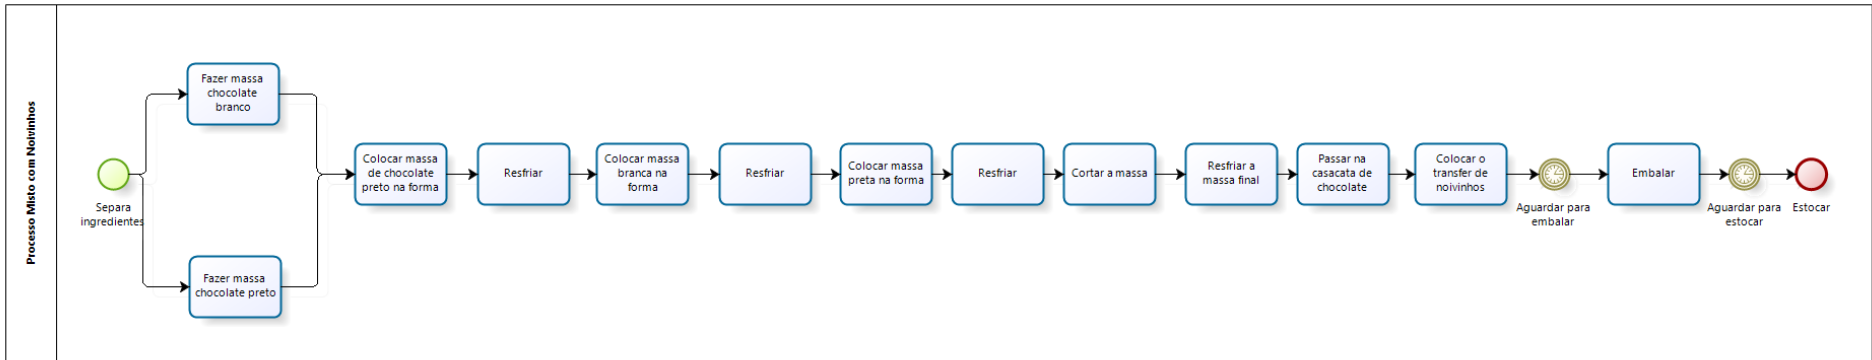 Processo Misto com Noivinhos
Separa
ingredientes
Fazer massa
chocolate
branco
Fazer massa
chocolate preto
Colocar massa
de chocolate
preto na forma
Resfriar
Colocar massa
branca na
forma
Resfriar
Colocar massa
preta na forma
Resfriar
Cortar a massa
Resfriar a
massa final
Passar na
casacata de
chocolate
Colocar o
transfer de
noivinhos
Aguardar para
embalar
Embalar
Aguardar para
estocar
Estocar